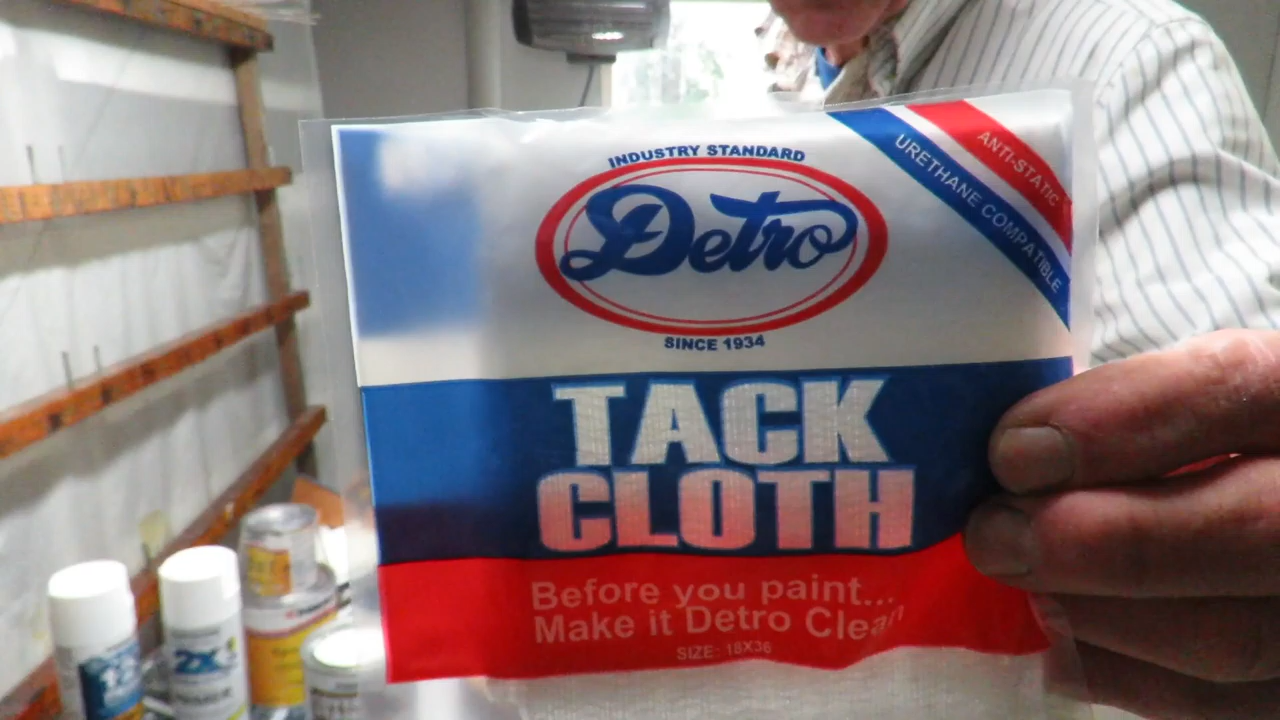 INDUSTRY STANDARD
Detro
SINCE 1934
ANTI-STATIC
URETHANE COMPATIBLE
TACK
CLOTH
Before you paint...
Make it Detro Clean
SIZE: 18X36
2X